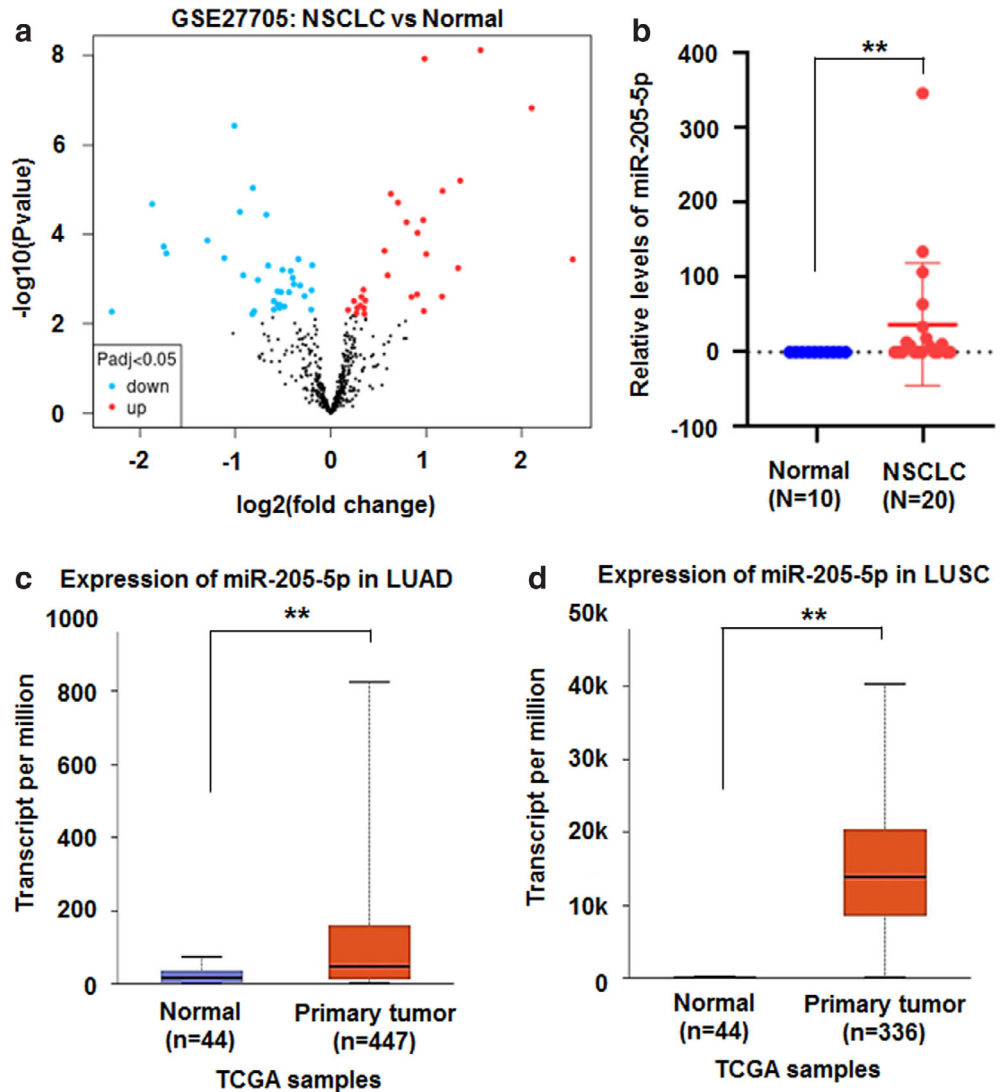 a
GSE27705: NSCLC vs Normal
-log10(Pvalue)
8
6
4
2
0
Padj<0.05
down
up
-2
-1
0
1
2
log2(fold change)
b
**
Relative levels of miR-205-5p
400
300
200
100
0
-100
Normal
(N=10)
NSCLC
(N=20)
c
Expression of miR-205-5p in LUAD
**
Transcript per million
1000
800
600
400
200
0
Normal
(n=44)
Primary tumor
(n=447)
TCGA samples
d
Expression of miR-205-5p in LUSC
**
Transcript per million
50k
40k
30k
20k
10k
0
Normal
(n=44)
Primary tumor
(n=336)
TCGA samples